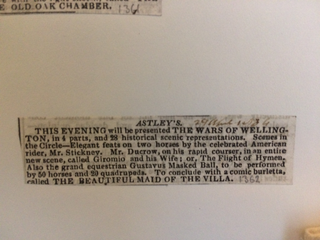 E OLD OAK CHAMBER. 1361
ASTLEY'S.
THIS EVENING will be presented THE WARS OF WELLING-
TON, in 4 parts, and 28 historical scenic representations. Scenes in
the Circle—Elegant feats on two horses by the celebrated American
rider, Mr. Stickney. Mr. Ducrow, on his rapid courser, in an entire
new scene, called Giromio and his Wife; or, The Flight of Hymen.
Also the grand equestrian Gustavus Masked Ball, to be performed
by 50 horses and 20 quadrupeds. To conclude with a comic burletta,
called THE BEAUTIFUL MAID OF THE VILLA. 1362